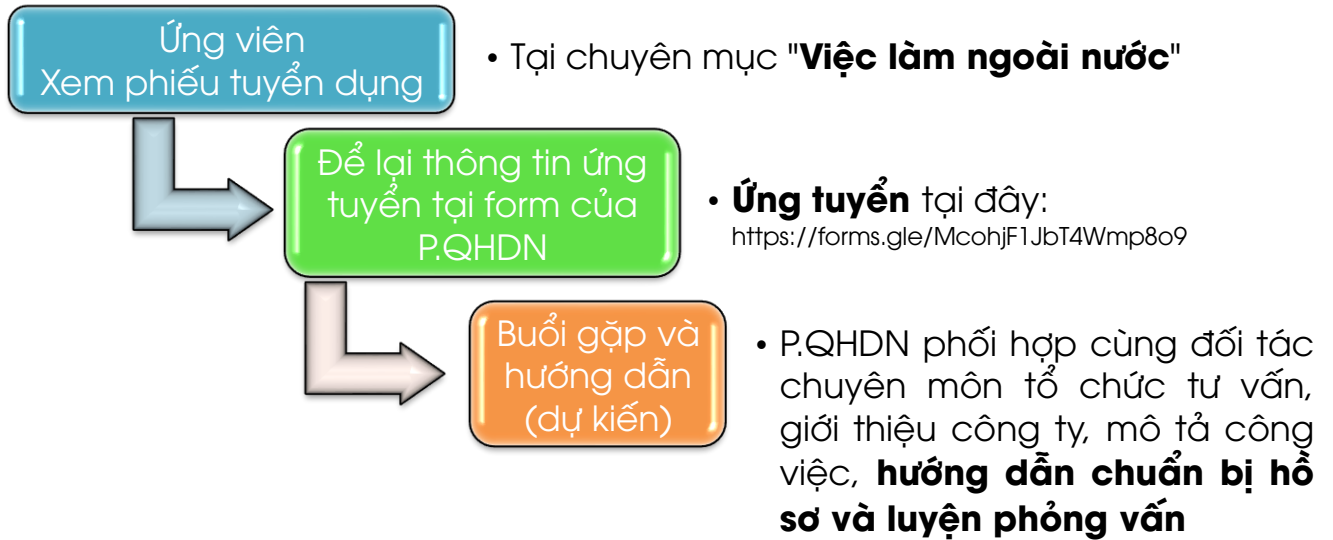 Ứng viên
Xem phiếu tuyển dụng
• Tại chuyên mục "Việc làm ngoài nước"
Để lại thông tin ứng
tuyển tại form của
P.QHDN
• Ứng tuyển tại đây:
https://forms.gle/McohjF1JbT4Wmp8o9
Buổi gặp và
hướng dẫn
(dự kiến)
• P.QHDN phối hợp cùng đối tác
chuyên môn tổ chức tư vấn,
giới thiệu công ty, mô tả công
việc, hướng dẫn chuẩn bị hồ
sơ và luyện phỏng vấn